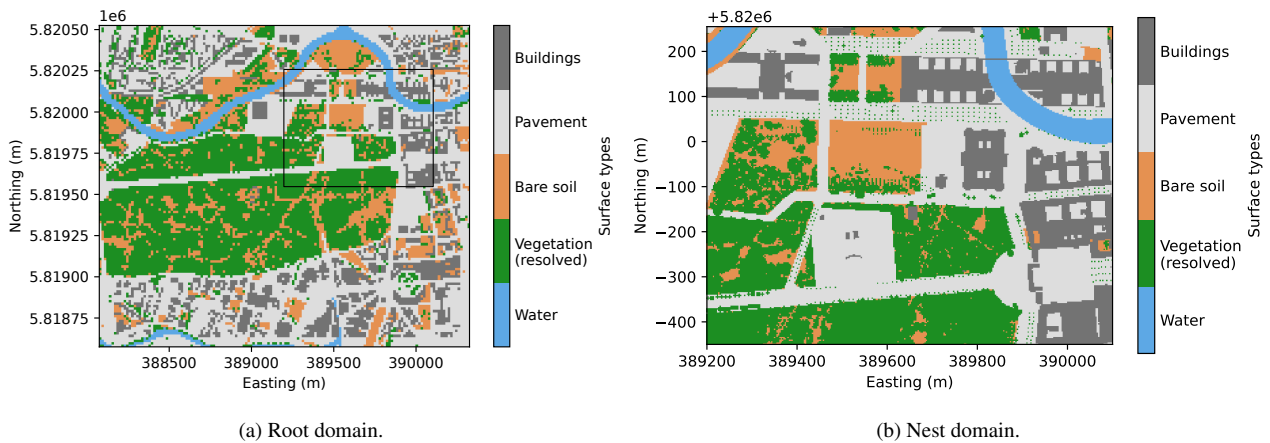 1e6
5.82050
5.82025
5.82000
5.81975
5.81950
5.81925
5.81900
5.81875
Northing (m)
388500
389000
389500
390000
Easting (m)
Buildings
Pavement
Bare soil
Vegetation
(resolved)
Water
Surface types
(a) Root domain.
+5.82e6
200
100
0
−100
−200
−300
−400
Northing (m)
389200
389400
389600
389800
390000
Easting (m)
Buildings
Pavement
Bare soil
Vegetation
(resolved)
Water
Surface types
(b) Nest domain.